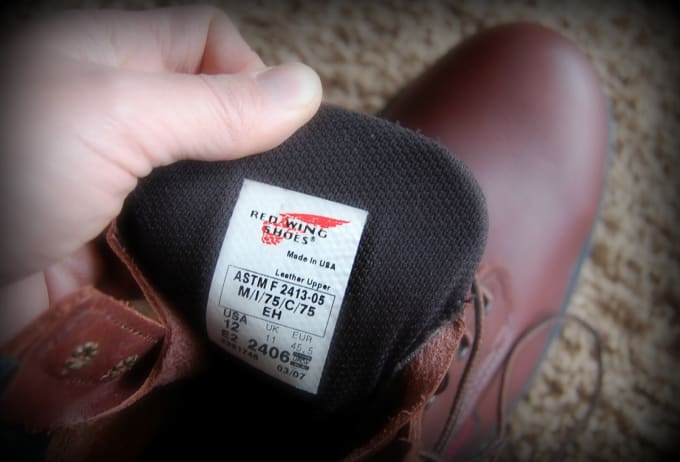 RED WING
SHOES®
Made in USA
Leather Upper
ASTM F 2413-05
M/I/75/C/75
EH
USA UK EUR
12 11 45.5
E2 2406
03/07